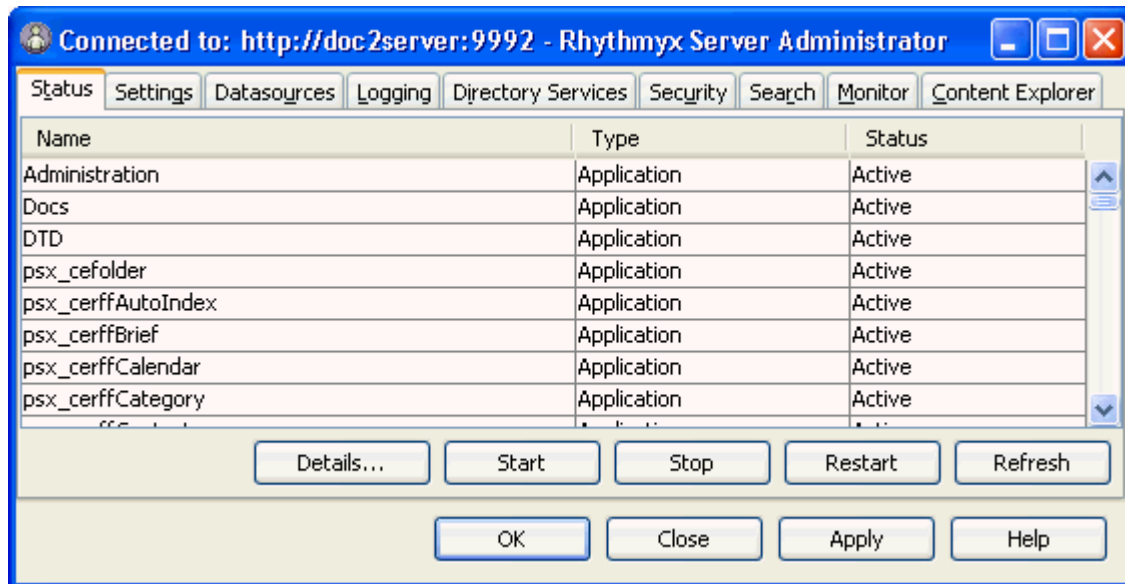 Connected to: http://doc2server:9992 - Rhythmyx Server Administrator
Status Settings Datasources Logging Directory Services Security Search Monitor Content Explorer
Name Type Status
Administration Application Active
Docs Application Active
DTD Application Active
psx_cefolder Application Active
psx_cerffAutoIndex Application Active
psx_cerffBrief Application Active
psx_cerffCalendar Application Active
psx_cerffCategory Application Active
Details... Start Stop Restart Refresh
OK Close Apply Help